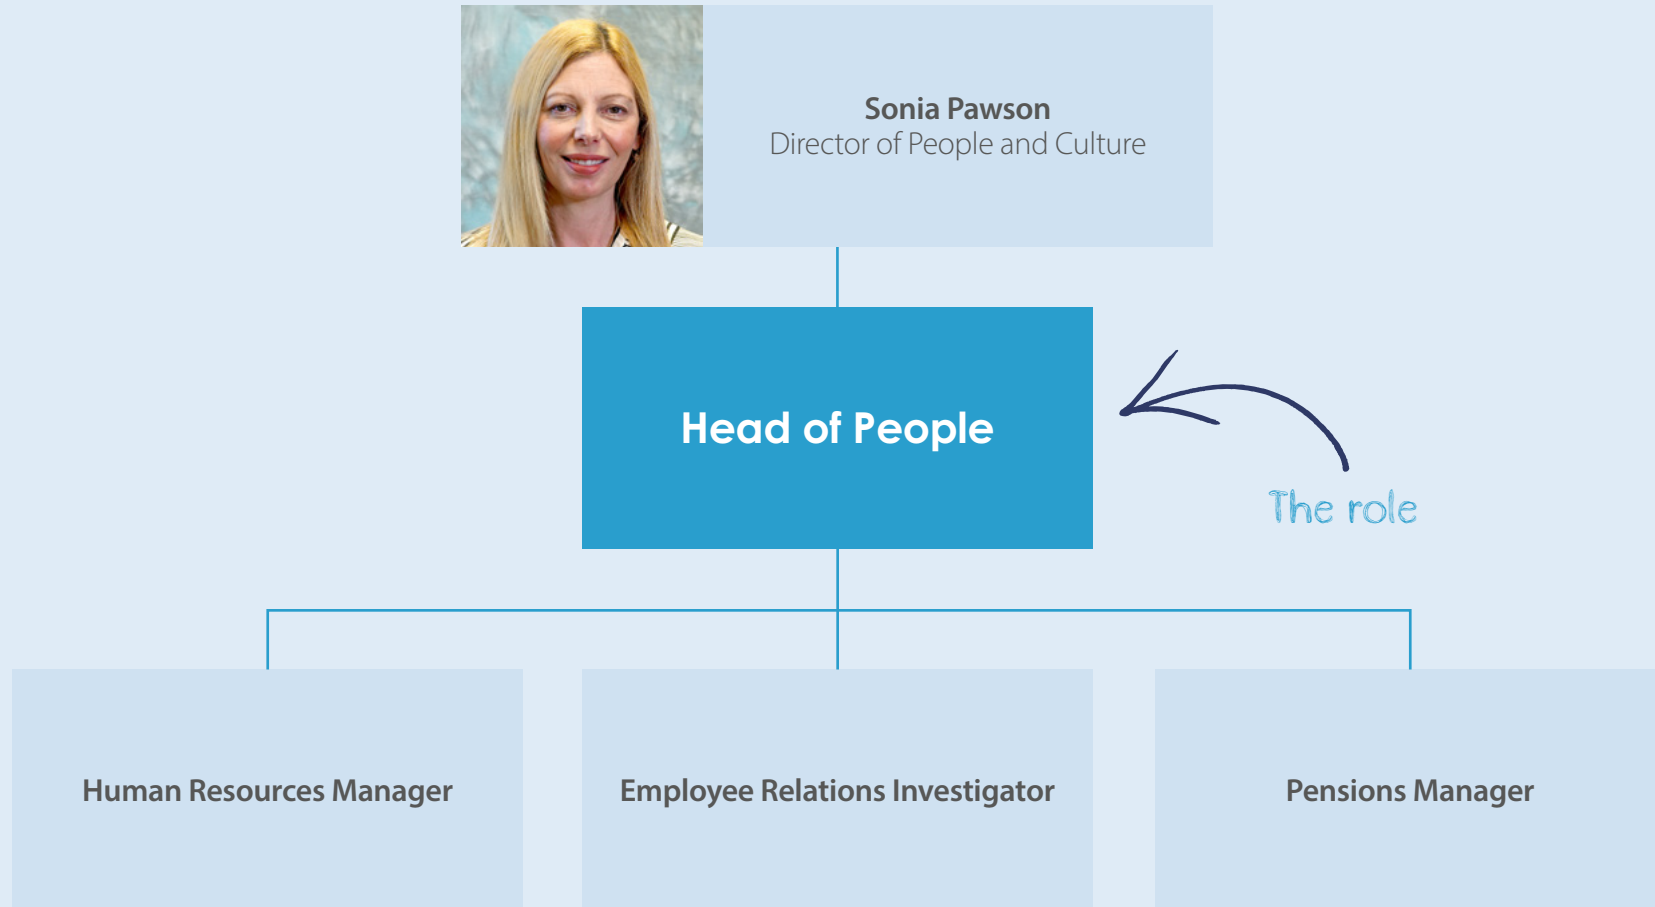 Sonia Pawson
Director of People and Culture
Head of People
The role
Human Resources Manager
Employee Relations Investigator
Pensions Manager